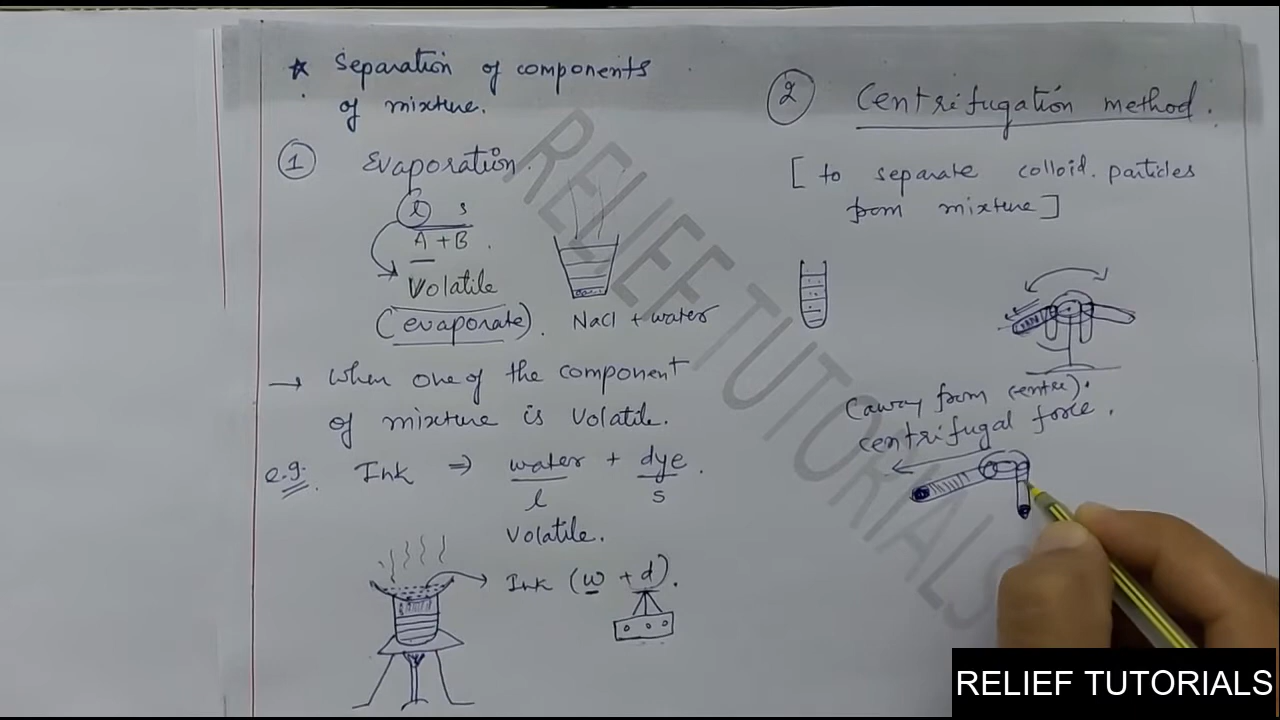 ★ Separation of components
of mixture.
1 Evaporation.
l s
A + B.
Volatile
(evaporate).
NaCl + water
→ When one of the component
of mixture is Volatile.
e.g. Ink ⇒ water + dye.
l s
Volatile.
Ink (w + d).
2 Centrifugation method.
[ to separate colloid particles
from mixture ]
(away from centre).
centrifugal force.
RELIEF TUTORIALS
RELIEF TUTORIALS